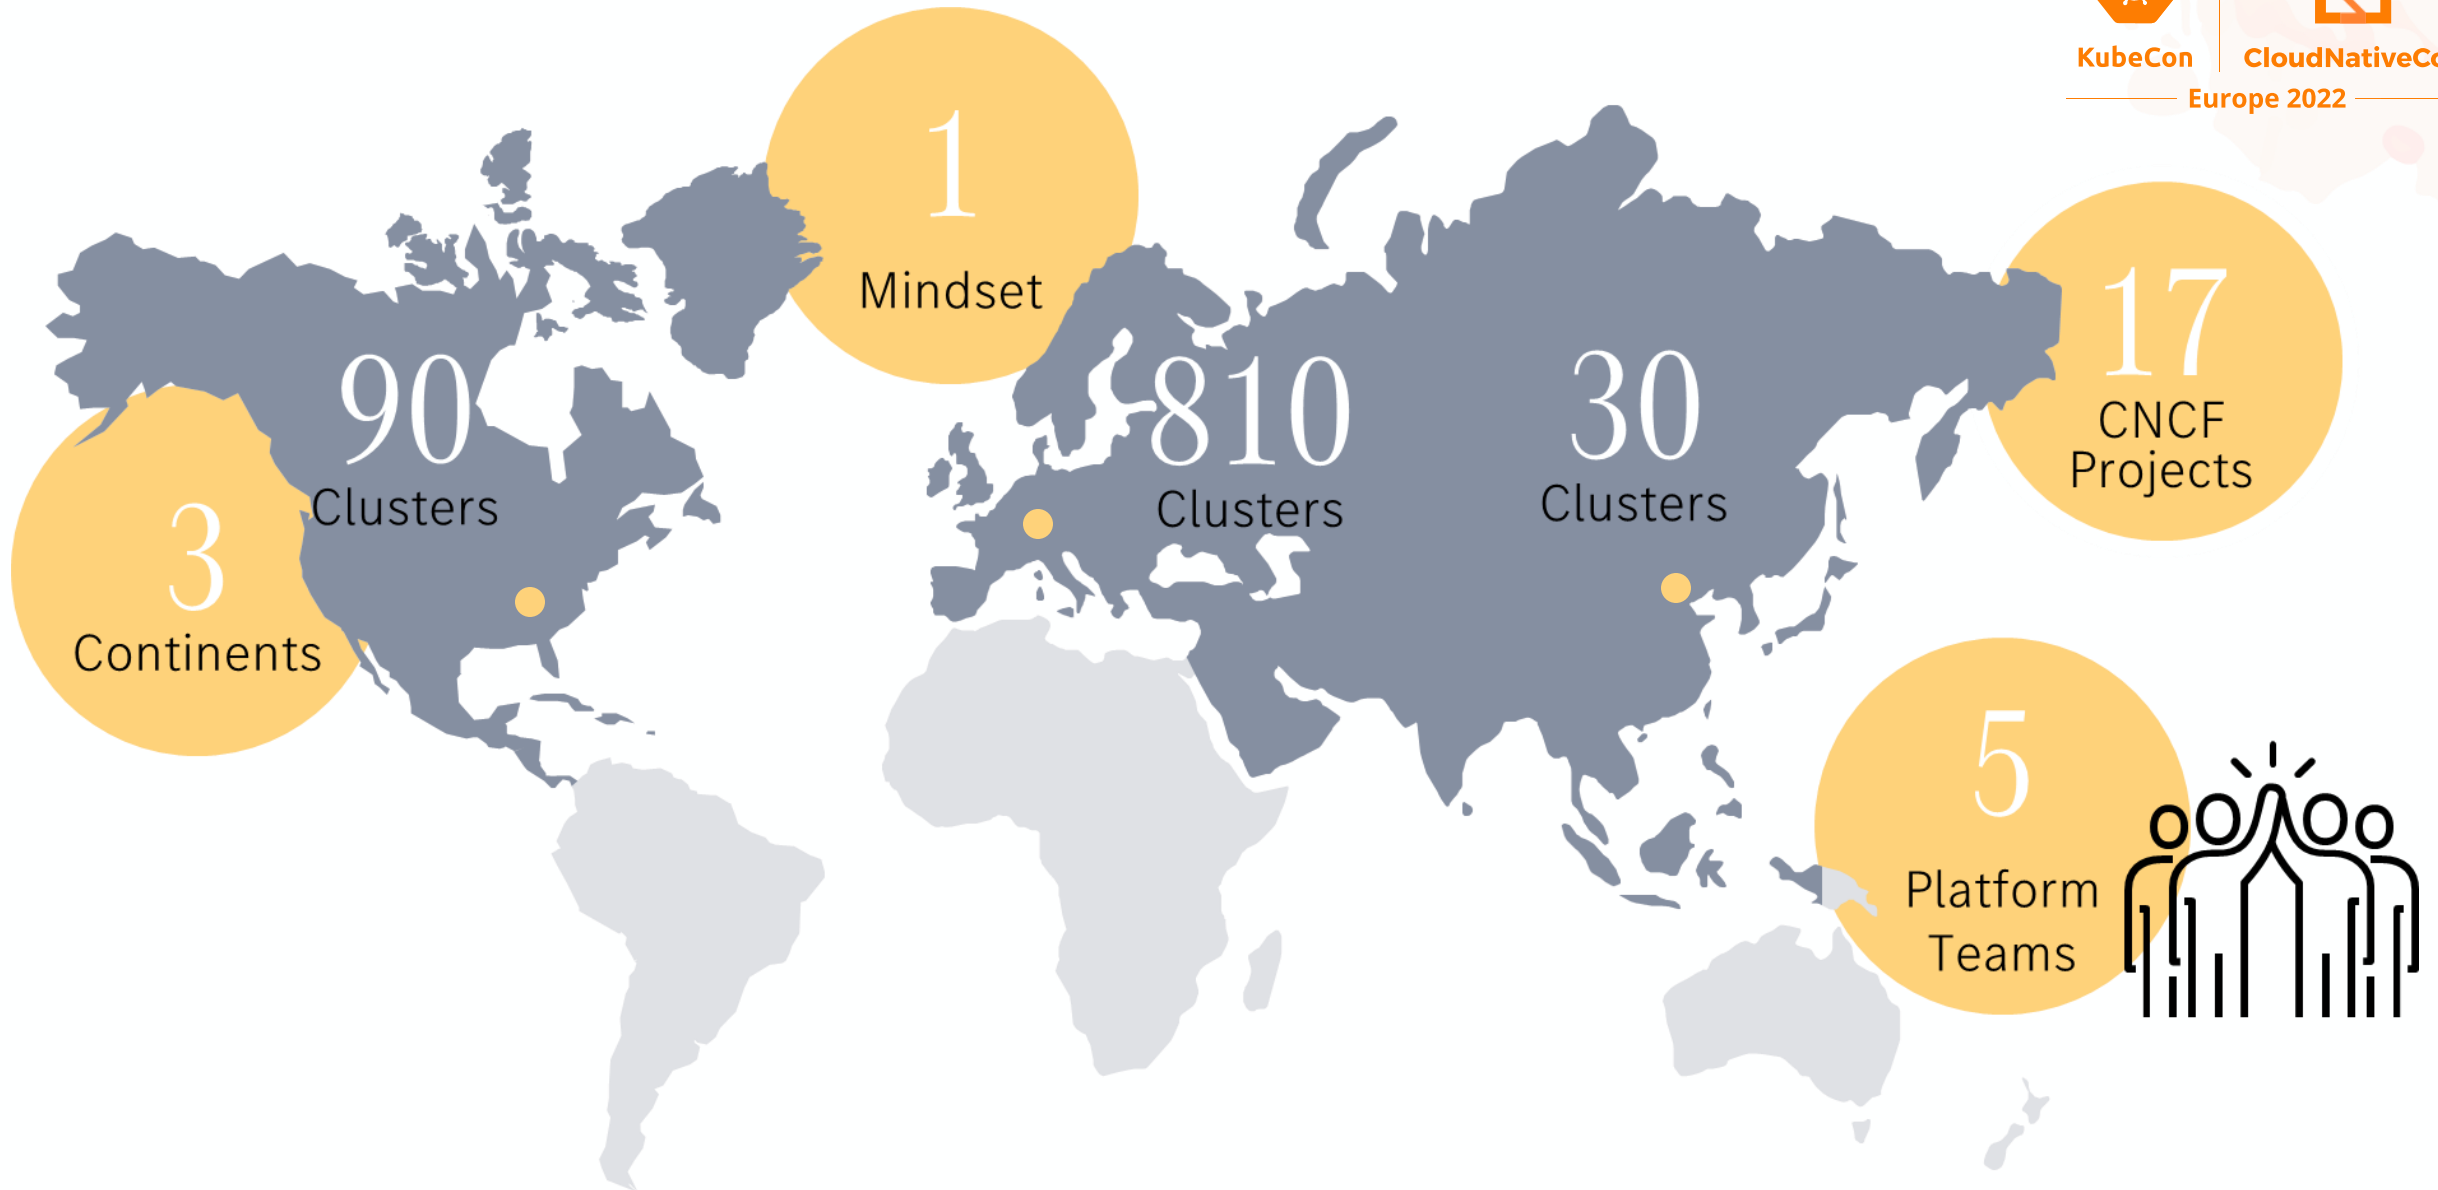 KubeCon
CloudNativeCo
Europe 2022
1
Mindset
17
CNCF
Projects
90
Clusters
810
Clusters
30
Clusters
3
Continents
5
Platform
Teams